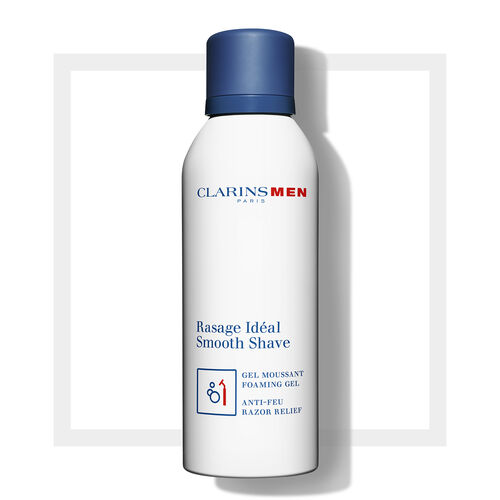 CLARINSMEN
PARIS
Rasage Idéal
Smooth Shave
GEL MOUSSANT
FOAMING GEL
ANTI-FEU
RAZOR RELIEF